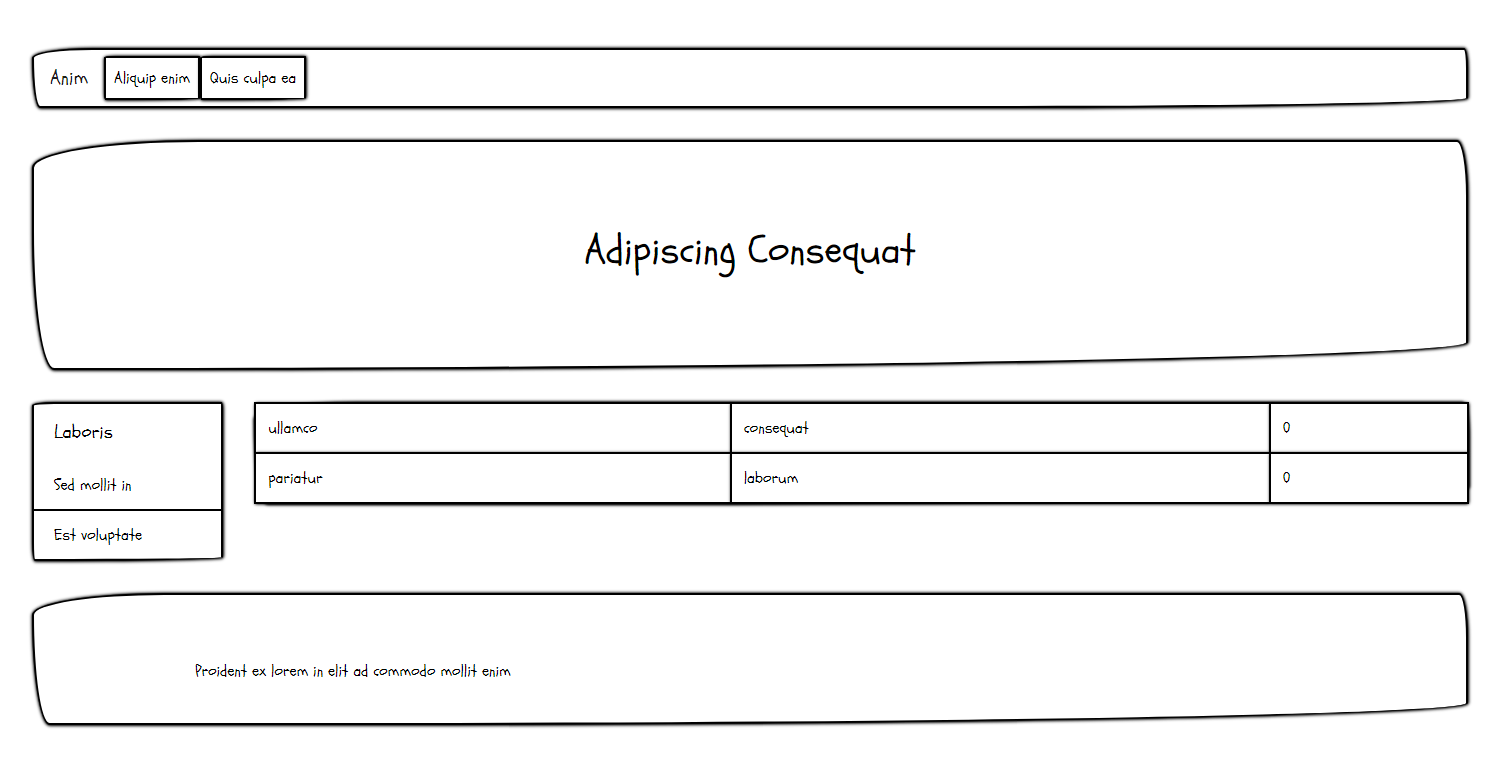 Anim Aliquip enim Quis culpa ea
Adipiscing Consequat
Laboris
Sed mollit in
Est voluptate
ullamco consequat 0
pariatur laborum 0
Proident ex lorem in elit ad commodo mollit enim